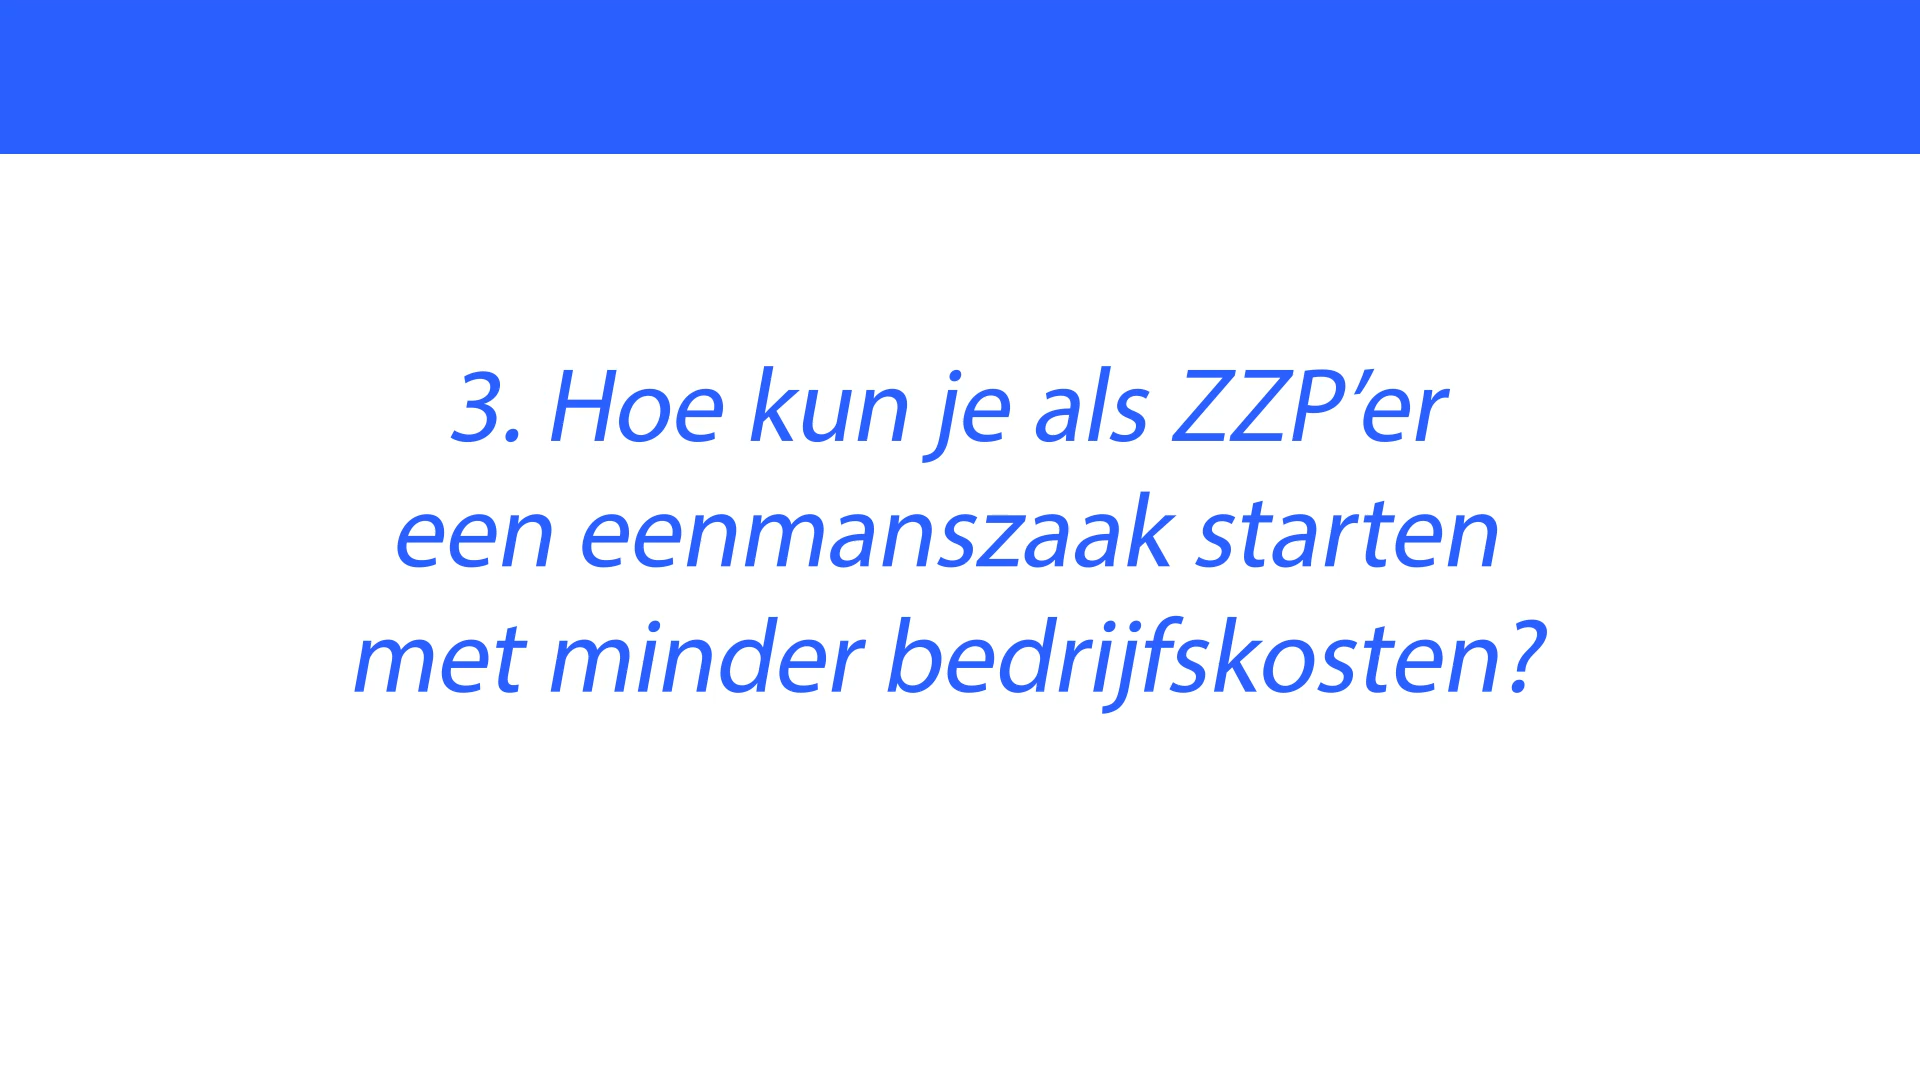 3. Hoe kun je als ZZP’er
een eenmanszaak starten
met minder bedrijfskosten?